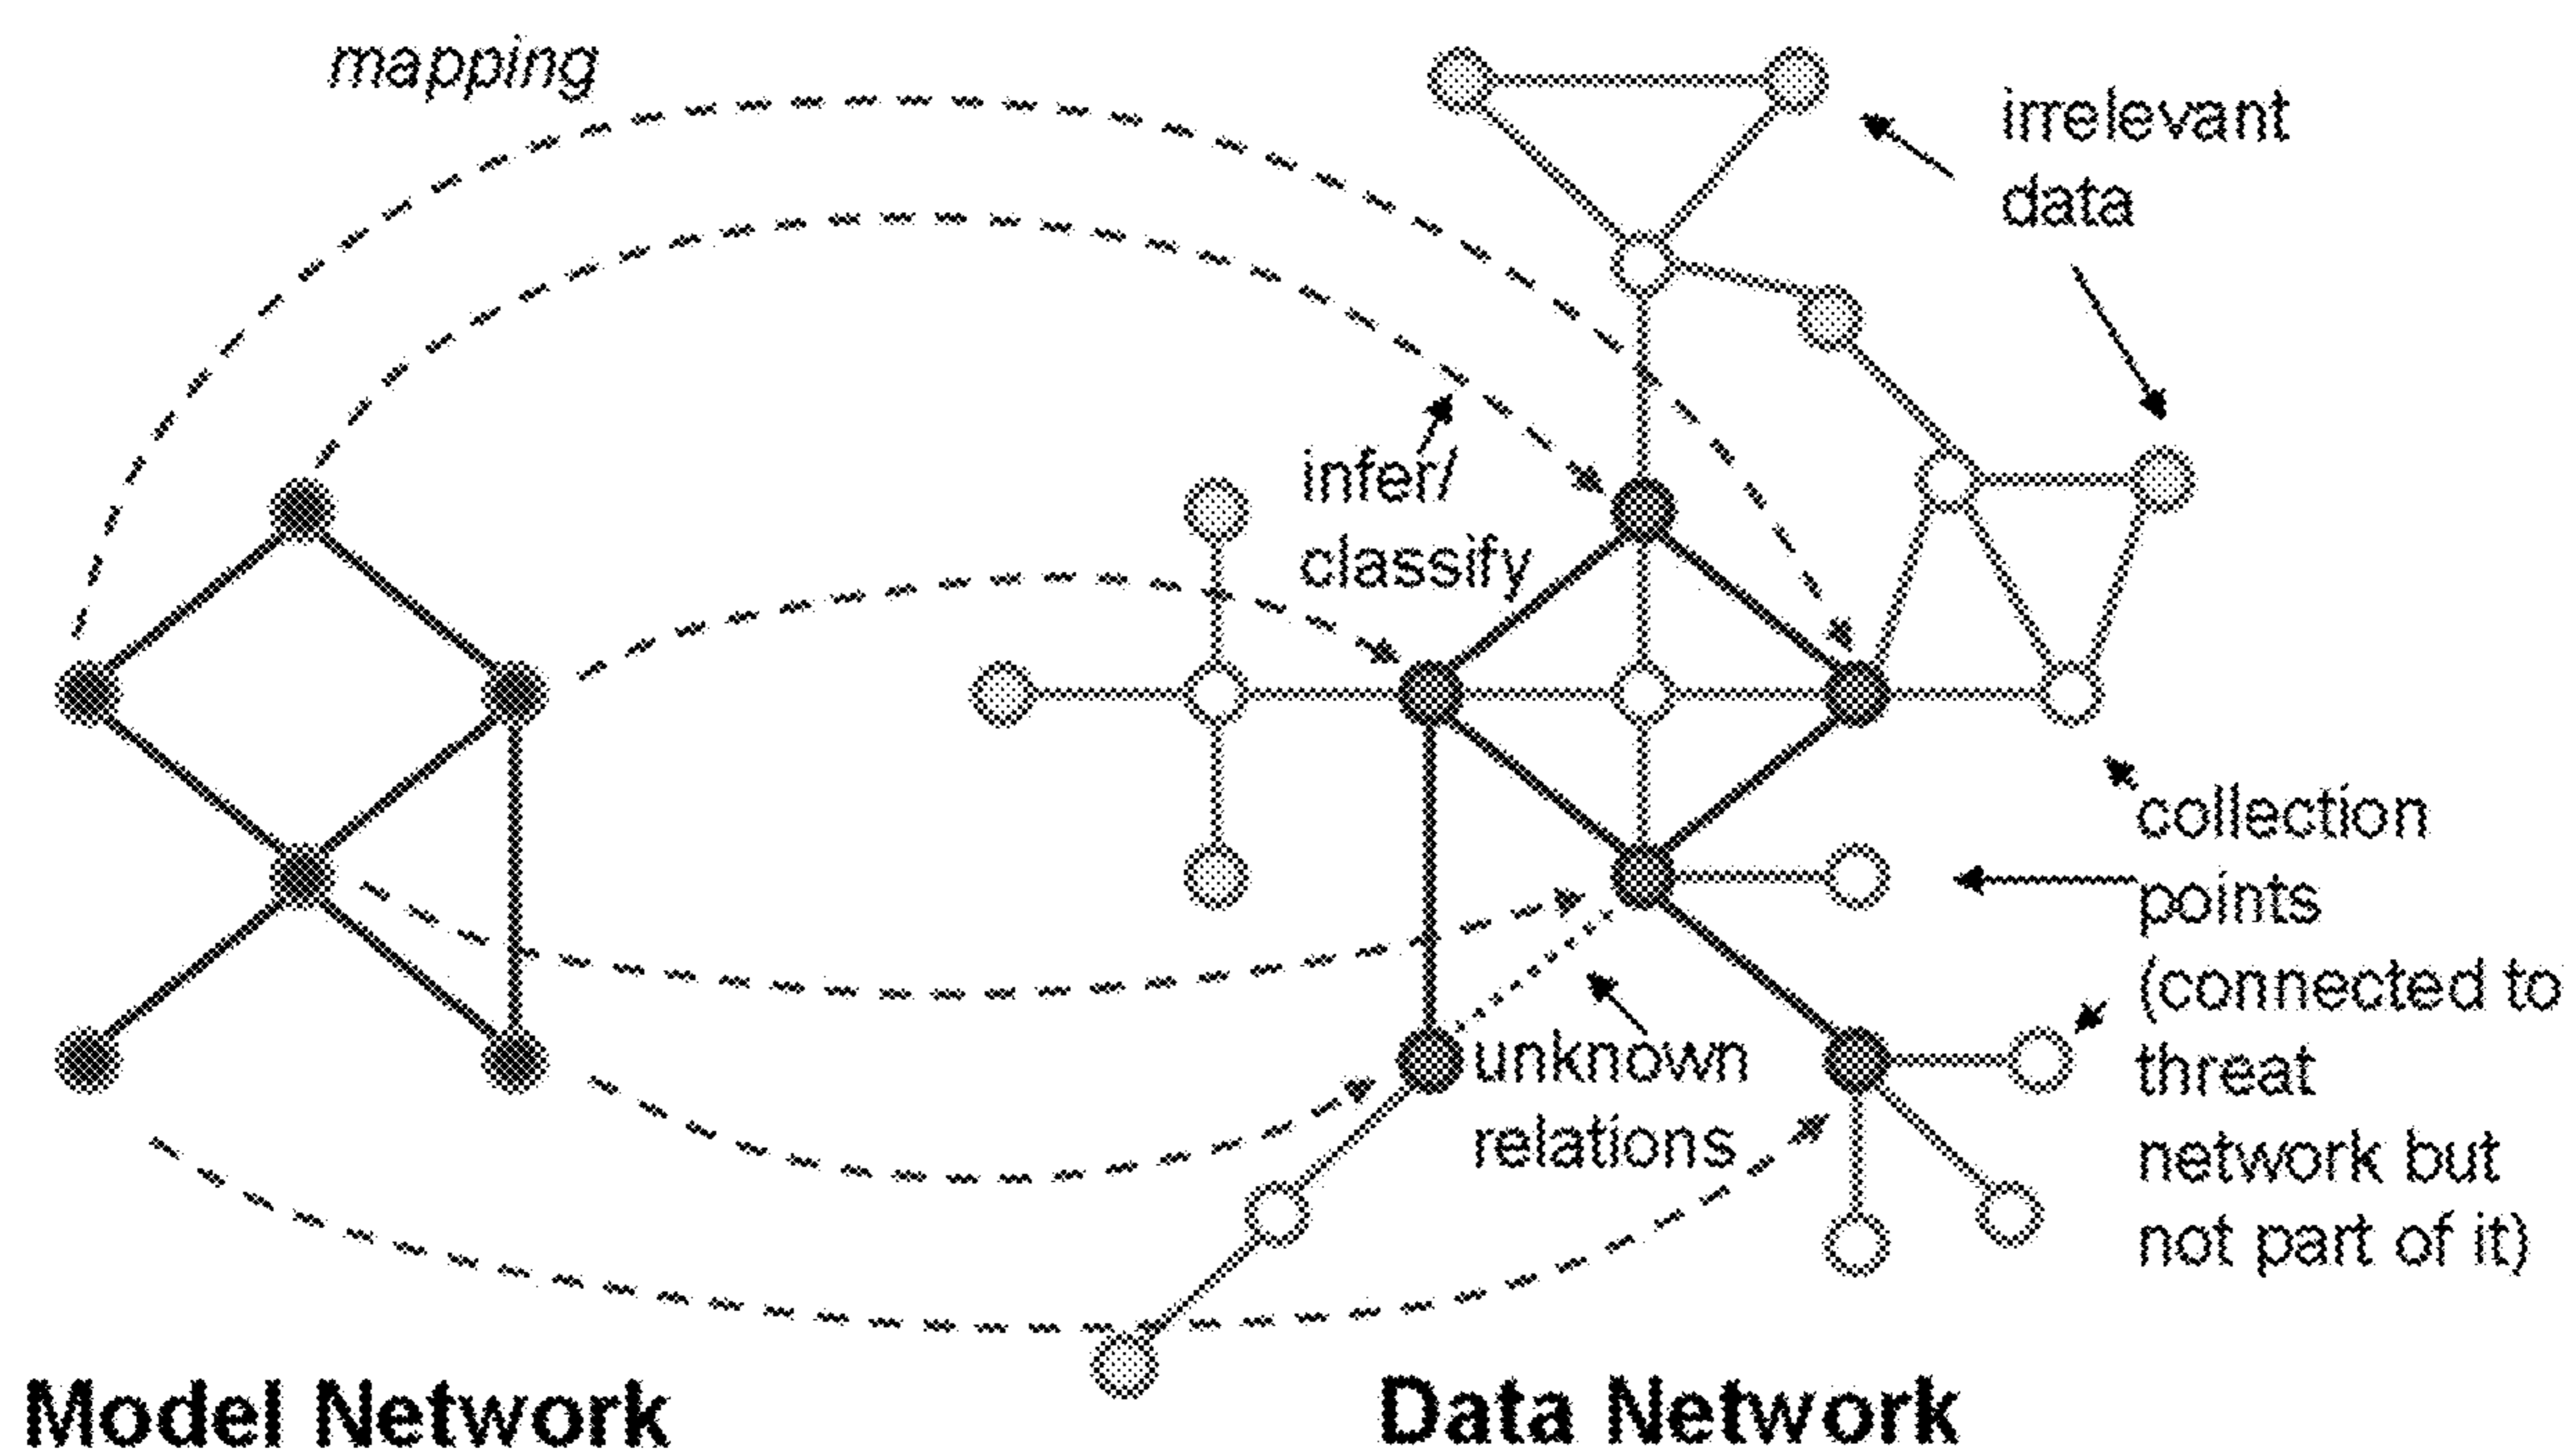 mapping
irrelevant
data
infer/
classify
collection
points
(connected to
threat
network but
not part of it)
unknown
relations
Model Network
Data Network